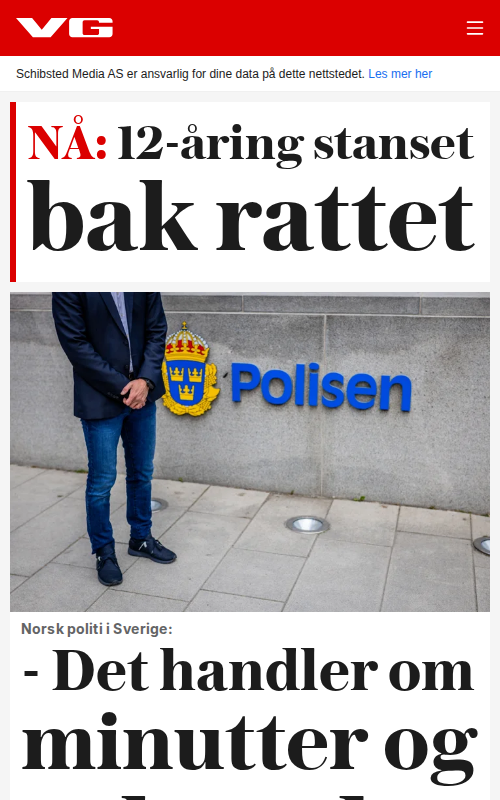 VG
Schibsted Media AS er ansvarlig for dine data på dette nettstedet. Les mer her
NÅ: 12-åring stanset
bak rattet
Polisen
Norsk politi i Sverige:
- Det handler om
minutter og